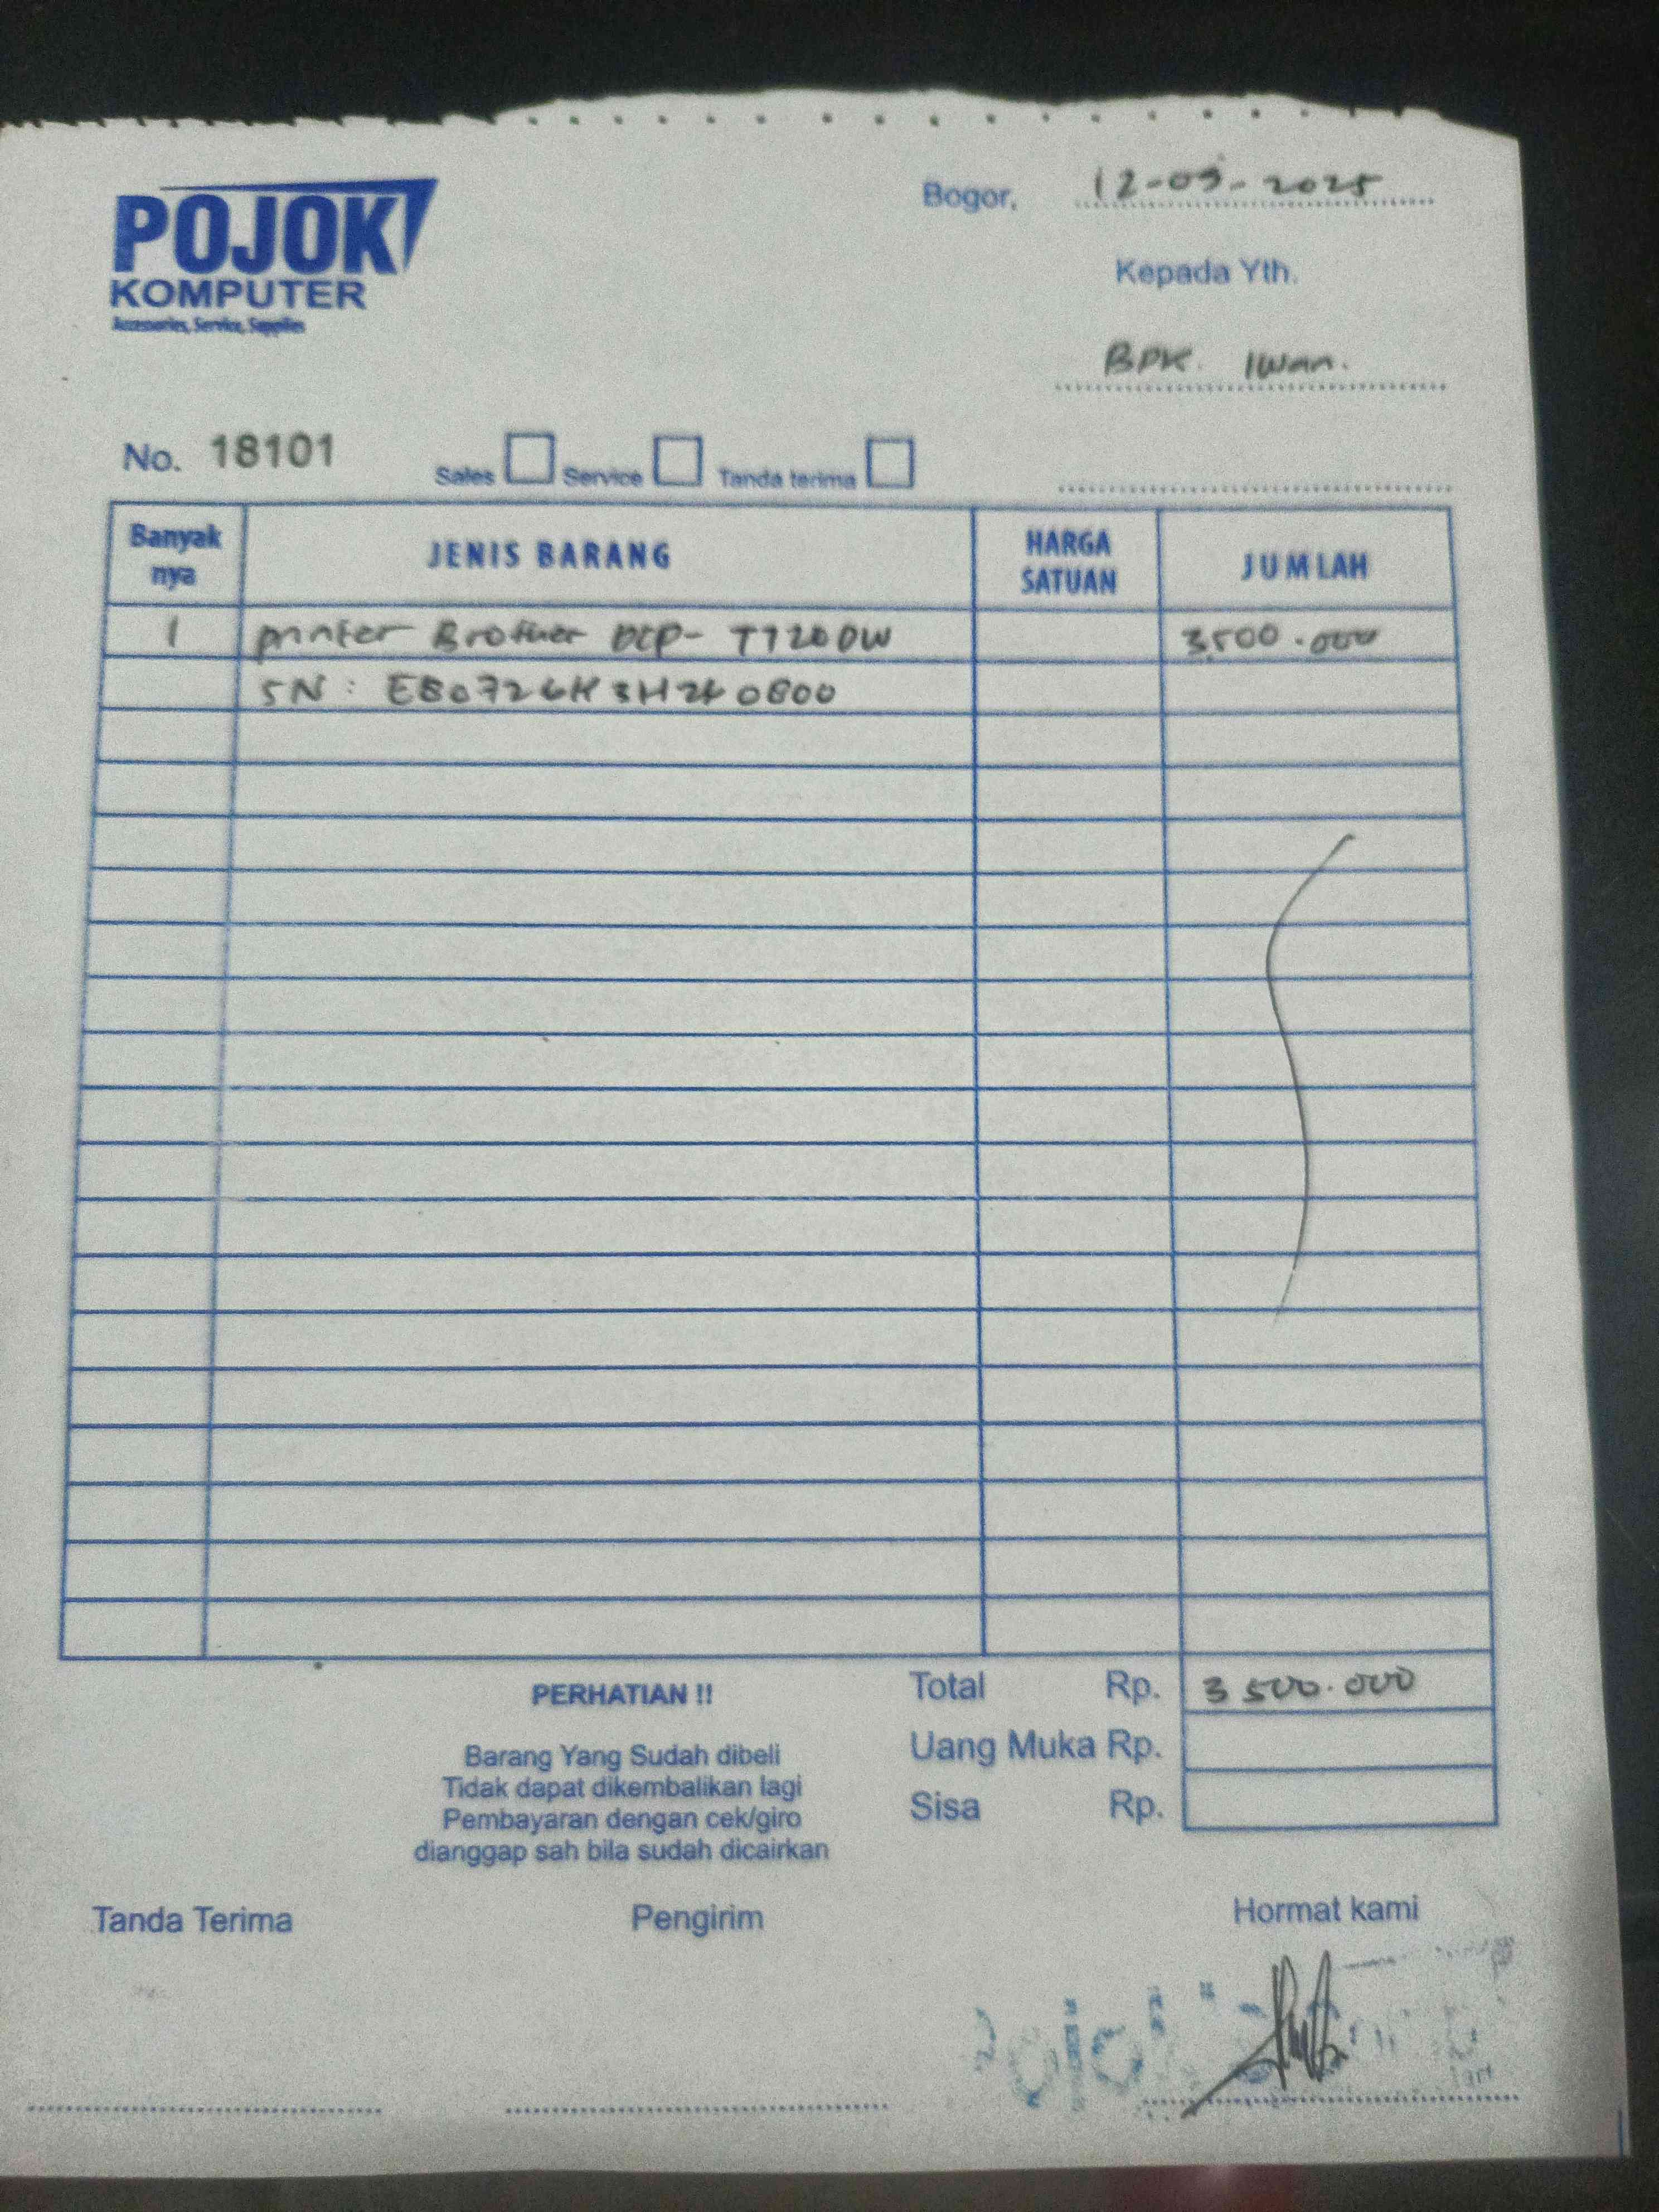 POJOK
KOMPUTER
Accessories, Service, Supplies
Bogor, 12-09-2025
Kepada Yth.
BPK. Iwan.
No. 18101
Sales Service Tanda terima
Banyak nya JENIS BARANG HARGA SATUAN JUMLAH
1 printer Brother DCP-T720DW 3.500.000
SN: E80726K3H240800
Total Rp. 3 500.000
Uang Muka Rp.
Sisa Rp.
PERHATIAN !!
Barang Yang Sudah dibeli
Tidak dapat dikembalikan lagi
Pembayaran dengan cek/giro
dianggap sah bila sudah dicairkan
Tanda Terima Pengirim Hormat kami